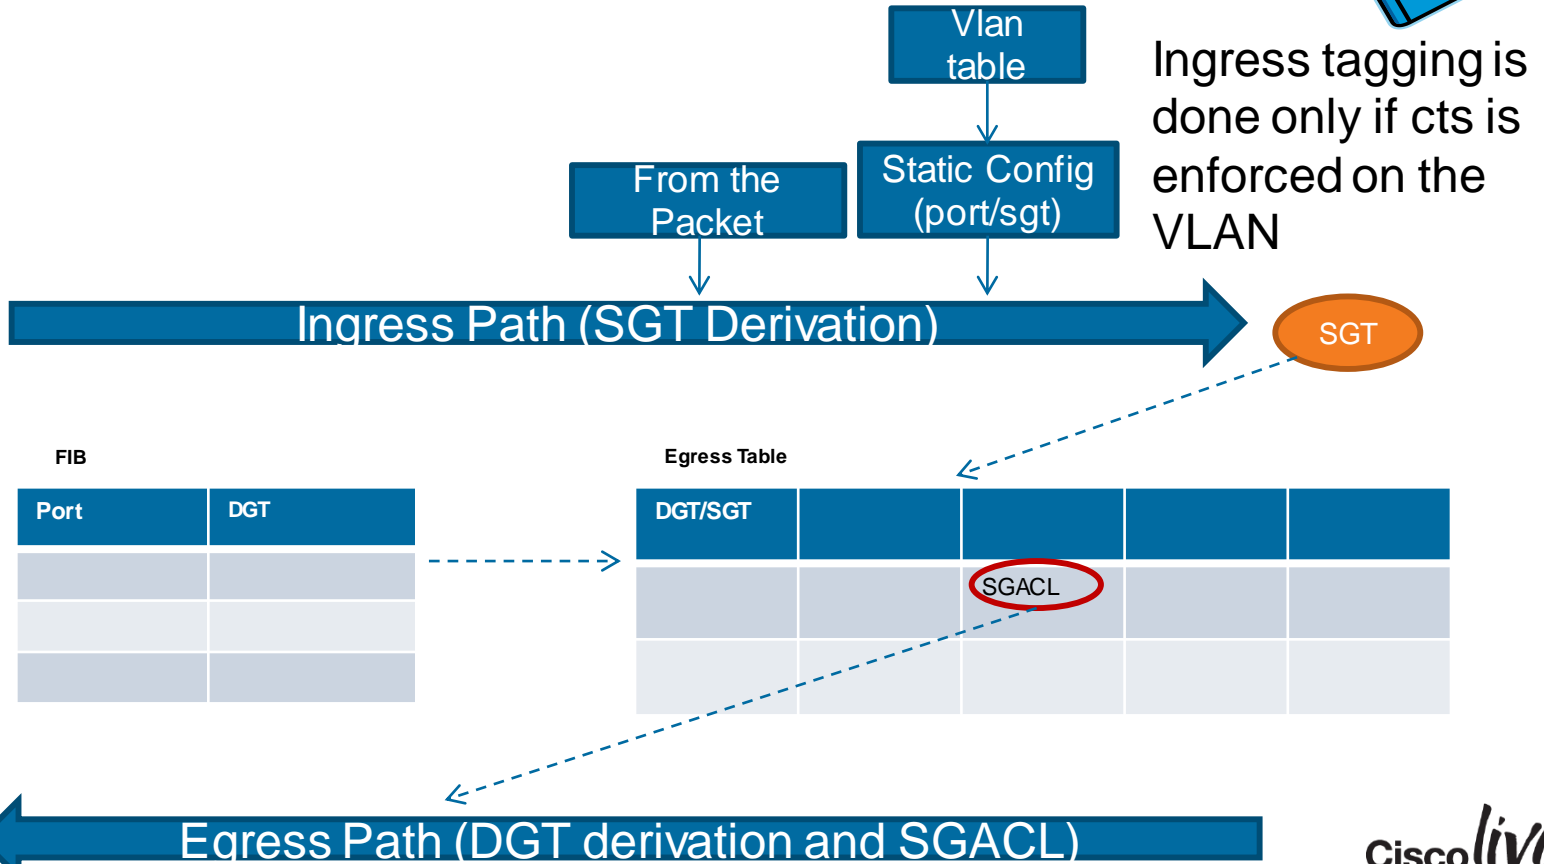 Vlan
table
Ingress tagging is
done only if cts is
enforced on the
VLAN
From the
Packet
Static Config
(port/sgt)
Ingress Path (SGT Derivation)
SGT
FIB
Egress Table
Port DGT
DGT/SGT
SGACL
Egress Path (DGT derivation and SGACL)
Cisco